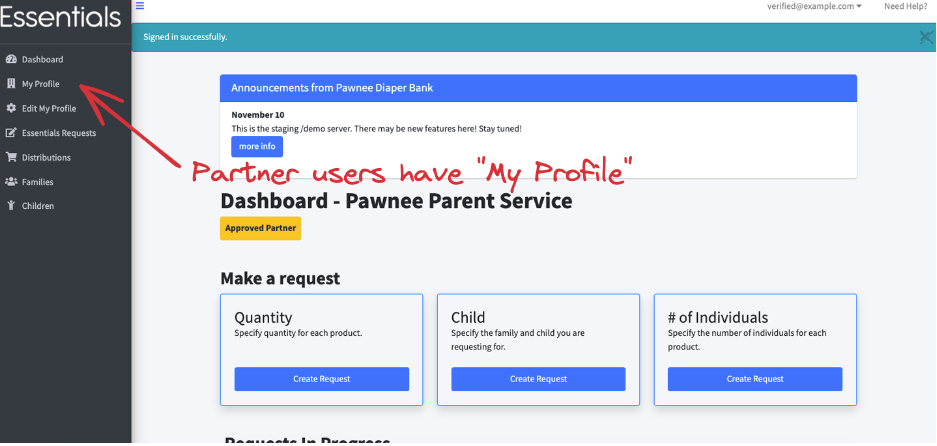 Essentials
verified@example.com
Need Help?
Signed in successfully.
Dashboard
My Profile
Edit My Profile
Essentials Requests
Distributions
Families
Children
Announcements from Pawnee Diaper Bank
November 10
This is the staging /demo server. There may be new features here! Stay tuned!
more info
Partner users have "My Profile"
Dashboard - Pawnee Parent Service
Approved Partner
Make a request
Quantity
Specify quantity for each product.
Create Request
Child
Specify the family and child you are
requesting for.
Create Request
# of Individuals
Specify the number of individuals for each
product.
Create Request
Requests In Progress